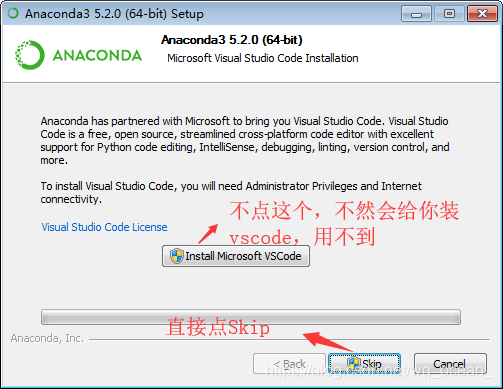 Anaconda3 5.2.0 (64-bit) Setup
ANACONDA
Anaconda3 5.2.0 (64-bit)
Microsoft Visual Studio Code Installation
Anaconda has partnered with Microsoft to bring you Visual Studio Code. Visual Studio
Code is a free, open source, streamlined cross-platform code editor with excellent
support for Python code editing, IntelliSense, debugging, linting, version control, and
more.
To install Visual Studio Code, you will need Administrator Privileges and Internet
connectivity.
不点这个，不然会给你装
vscode，用不到
Visual Studio Code License
Install Microsoft VSCode
直接点Skip
Anaconda, Inc.
< Back
Skip
Cancel